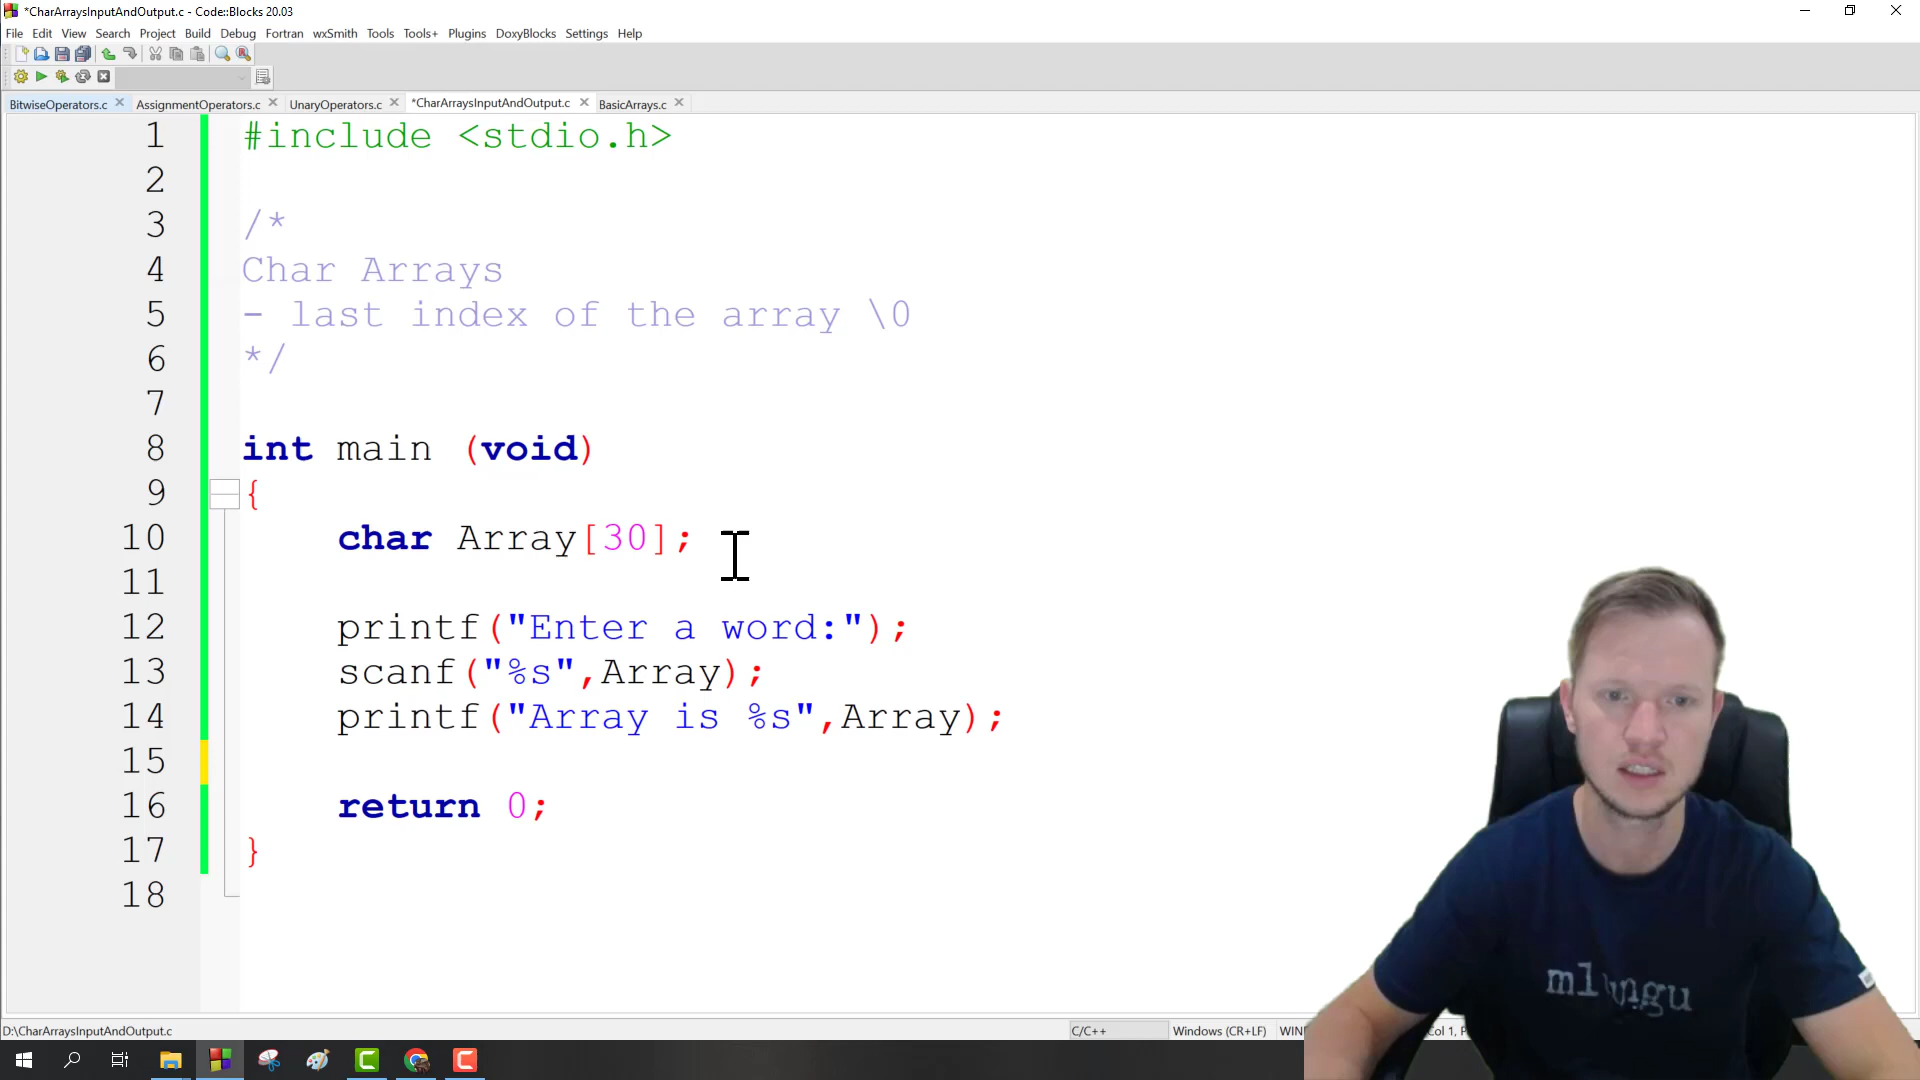 *CharArraysInputAndOutput.c - Code::Blocks 20.03
File Edit View Search Project Build Debug Fortran wxSmith Tools Tools+ Plugins DoxyBlocks Settings Help
BitwiseOperators.c AssignmentOperators.c UnaryOperators.c *CharArraysInputAndOutput.c BasicArrays.c
1 #include <stdio.h>
2
3 /*
4 Char Arrays
5 - last index of the array \0
6 */
7
8 int main (void)
9 {
10 char Array[30];
11
12 printf("Enter a word:");
13 scanf("%s",Array);
14 printf("Array is %s",Array);
15
16 return 0;
17 }
18
mlungu
D:\CharArraysInputAndOutput.c C/C++ Windows (CR+LF) Col 1,